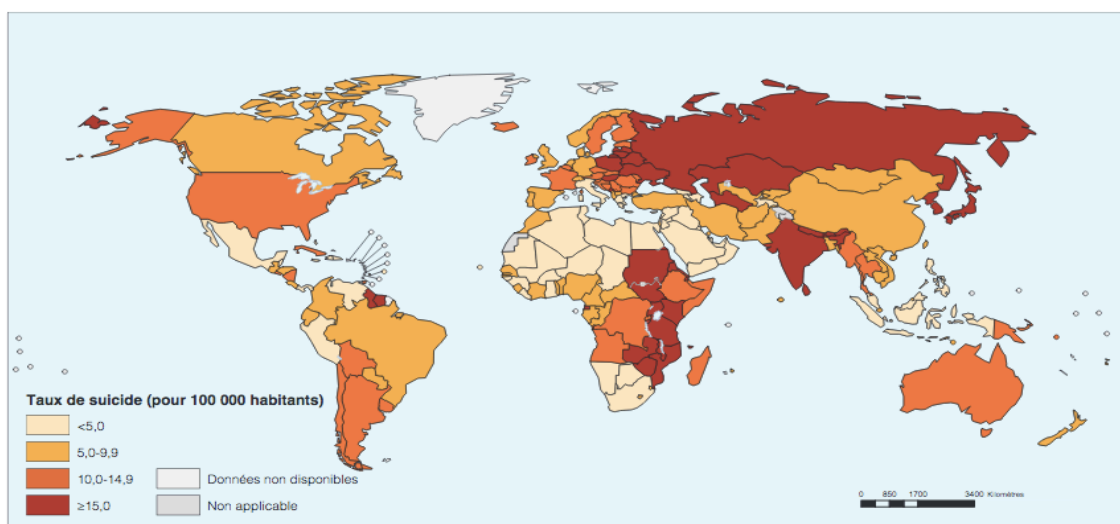 Taux de suicide (pour 100 000 habitants)
<5,0
5,0-9,9
10,0-14,9
≥15,0
Données non disponibles
Non applicable
0 850 1700 3400 Kilomètres